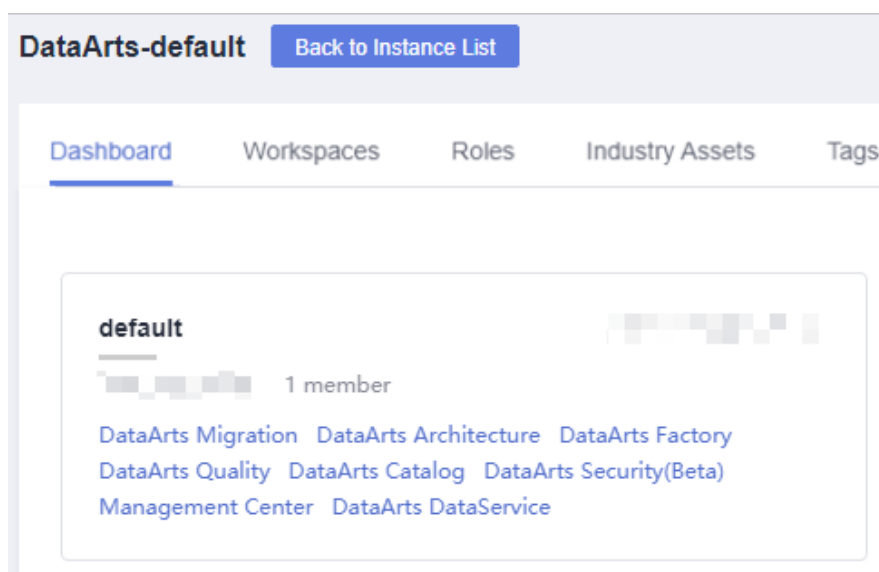 DataArts-default Back to Instance List
Dashboard Workspaces Roles Industry Assets Tags
default
1 member
DataArts Migration DataArts Architecture DataArts Factory
DataArts Quality DataArts Catalog DataArts Security(Beta)
Management Center DataArts DataService